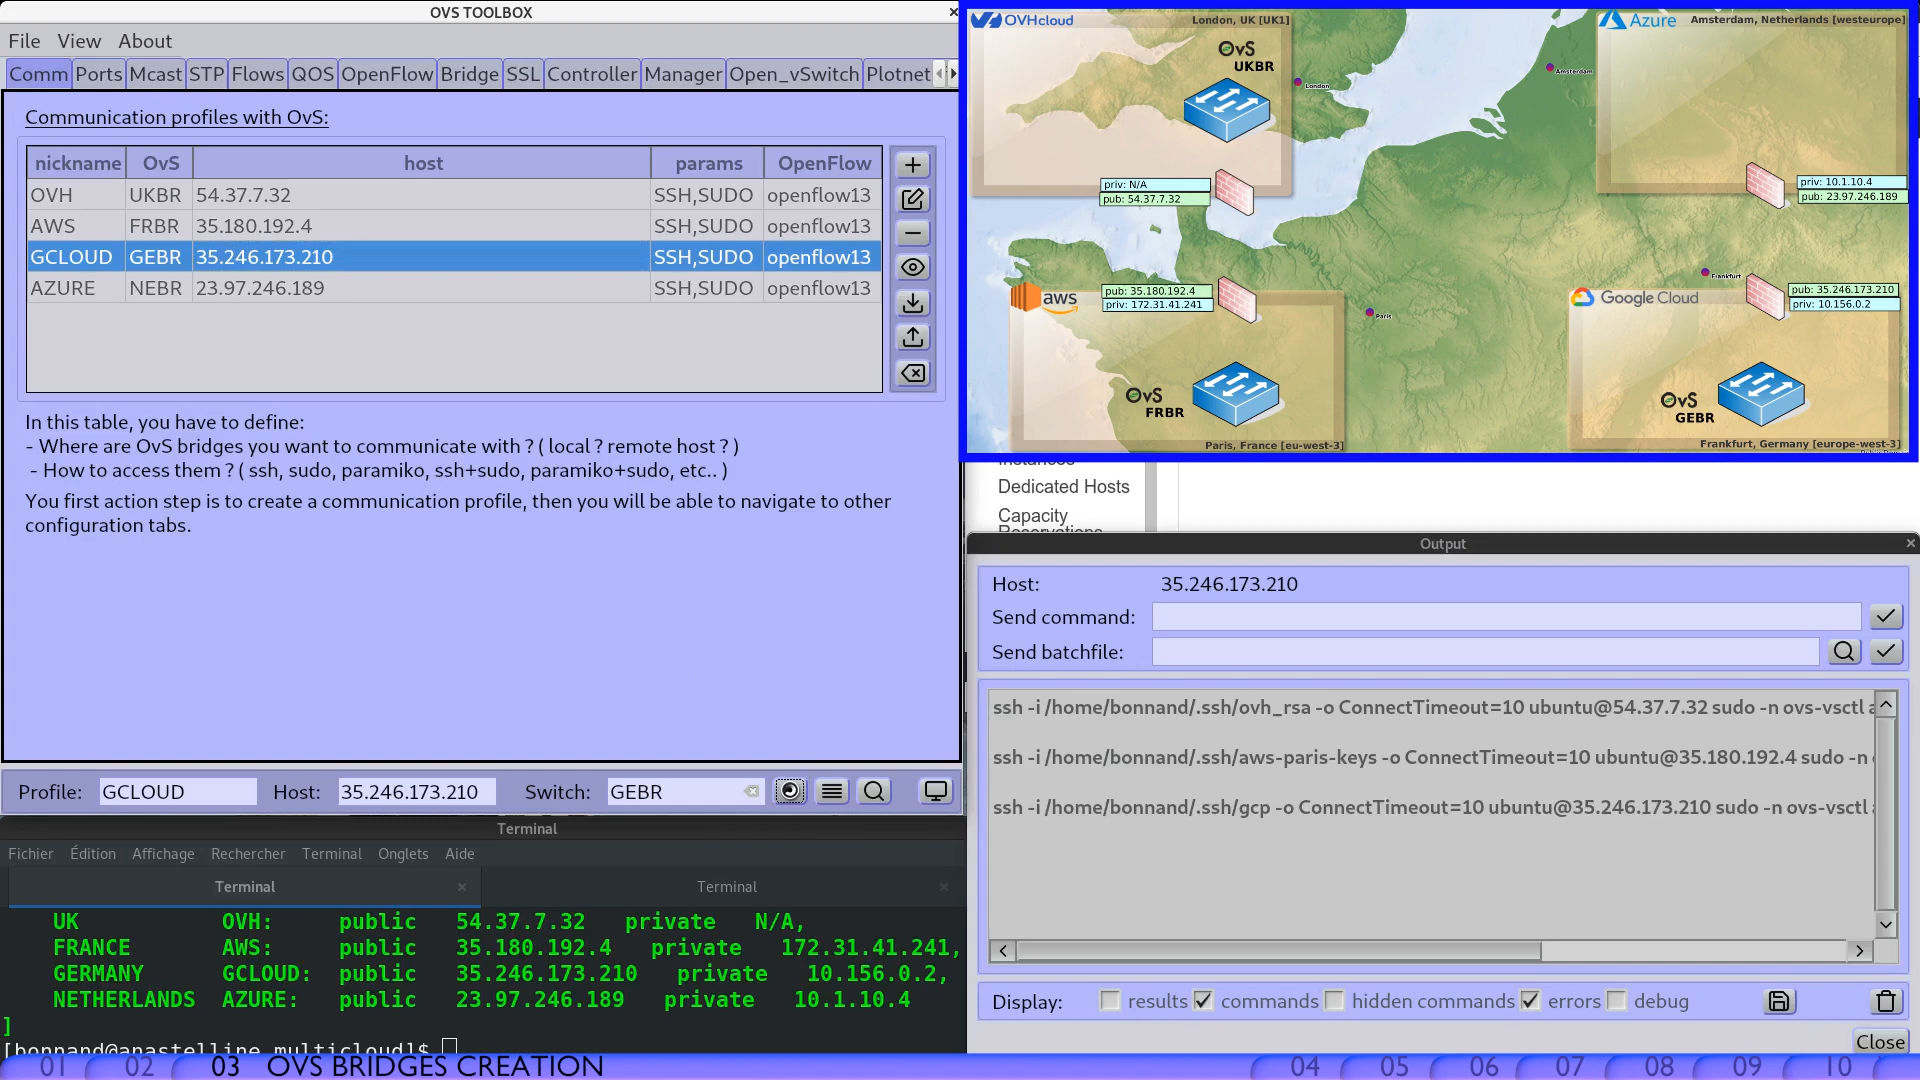 OVS TOOLBOX
File View About
Comm Ports Mcast STP Flows QOS OpenFlow Bridge SSL Controller Manager Open_vSwitch Plotnet
Communication profiles with OvS:
nickname OvS host params OpenFlow
OVH UKBR 54.37.7.32 SSH,SUDO openflow13
AWS FRBR 35.180.192.4 SSH,SUDO openflow13
GCLOUD GEBR 35.246.173.210 SSH,SUDO openflow13
AZURE NEBR 23.97.246.189 SSH,SUDO openflow13
In this table, you have to define:
- Where are OvS bridges you want to communicate with ? ( local ? remote host ? )
- How to access them ? ( ssh, sudo, paramiko, ssh+sudo, paramiko+sudo, etc.. )
You first action step is to create a communication profile, then you will be able to navigate to other
configuration tabs.
Profile: GCLOUD Host: 35.246.173.210 Switch: GEBR
OVHcloud
London, UK [UK1]
OvS
UKBR
London
priv: N/A
pub: 54.37.7.32
Azure
Amsterdam, Netherlands [westeurope]
Amsterdam
priv: 10.1.10.4
pub: 23.97.246.189
aws
pub: 35.180.192.4
priv: 172.31.41.241
Paris
OvS
FRBR
Paris, France [eu-west-3]
Frankfurt
Google Cloud
pub: 35.246.173.210
priv: 10.156.0.2
OvS
GEBR
Frankfurt, Germany [europe-west-3]
Instances
Dedicated Hosts
Capacity
Reservations
Output
Host: 35.246.173.210
Send command:
Send batchfile:
ssh -i /home/bonnand/.ssh/ovh_rsa -o ConnectTimeout=10 ubuntu@54.37.7.32 sudo -n ovs-vsctl a
ssh -i /home/bonnand/.ssh/aws-paris-keys -o ConnectTimeout=10 ubuntu@35.180.192.4 sudo -n
ssh -i /home/bonnand/.ssh/gcp -o ConnectTimeout=10 ubuntu@35.246.173.210 sudo -n ovs-vsctl a
Display: results commands hidden commands errors debug
Close
Terminal
Fichier Édition Affichage Rechercher Terminal Onglets Aide
Terminal Terminal
UK OVH: public 54.37.7.32 private N/A,
FRANCE AWS: public 35.180.192.4 private 172.31.41.241,
GERMANY GCLOUD: public 35.246.173.210 private 10.156.0.2,
NETHERLANDS AZURE: public 23.97.246.189 private 10.1.10.4
]
[bonnand@anastelline multicloud]$
01 02 03 OVS BRIDGES CREATION 04 05 06 07 08 09 10